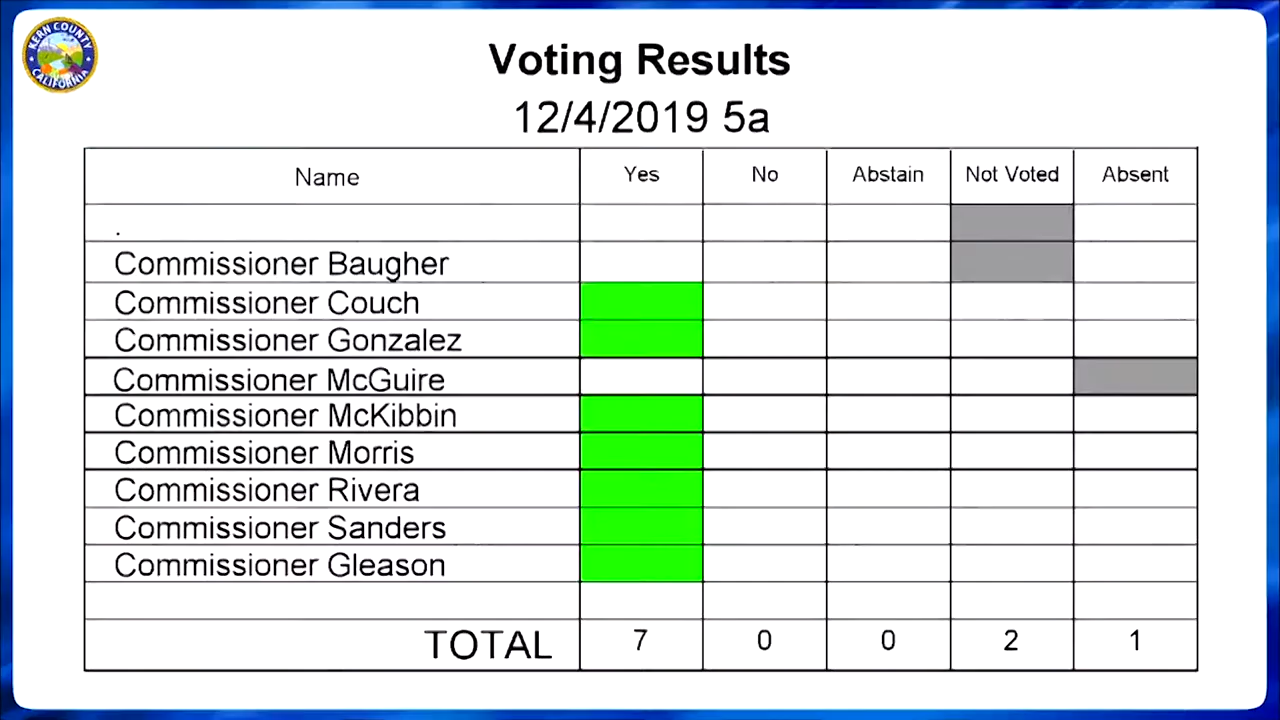 KERN COUNTY
CALIFORNIA
Voting Results
12/4/2019 5a
Name Yes No Abstain Not Voted Absent
.
Commissioner Baugher
Commissioner Couch
Commissioner Gonzalez
Commissioner McGuire
Commissioner McKibbin
Commissioner Morris
Commissioner Rivera
Commissioner Sanders
Commissioner Gleason
TOTAL 7 0 0 2 1